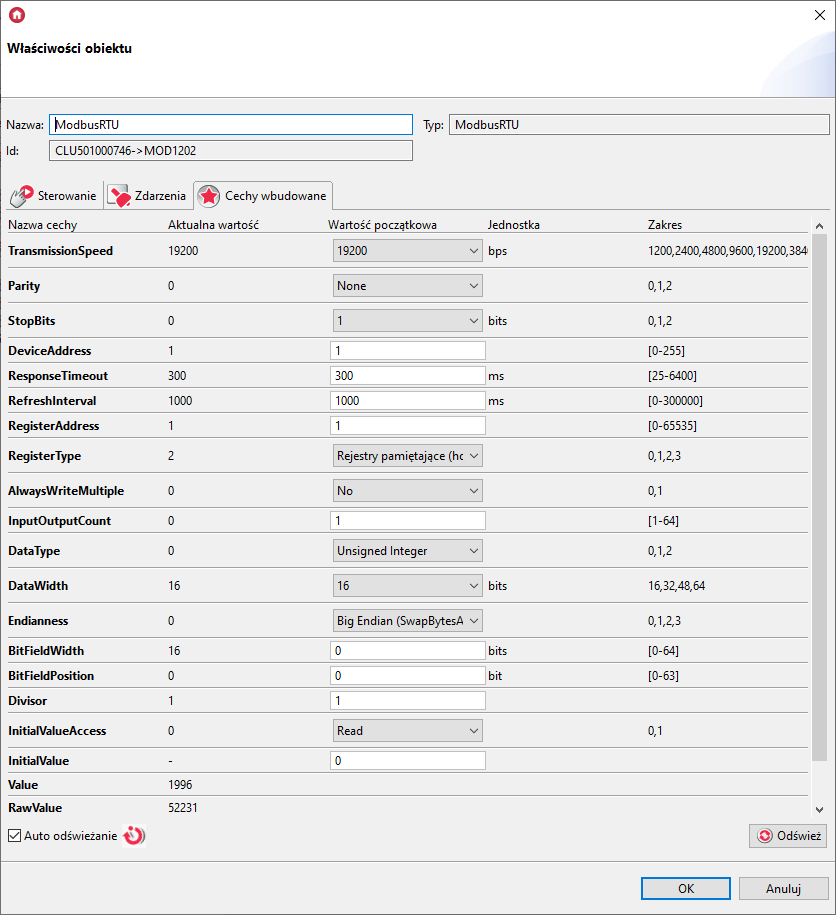 Właściwości obiektu
Nazwa: ModbusRTU Typ: ModbusRTU
Id: CLU501000746->MOD1202
Sterowanie Zdarzenia Cechy wbudowane
Nazwa cechy Aktualna wartość Wartość początkowa Jednostka Zakres
TransmissionSpeed 19200 19200 bps 1200,2400,4800,9600,19200,3840
Parity 0 None 0,1,2
StopBits 0 1 bits 0,1,2
DeviceAddress 1 1 [0-255]
ResponseTimeout 300 300 ms [25-6400]
RefreshInterval 1000 1000 ms [0-300000]
RegisterAddress 1 1 [0-65535]
RegisterType 2 Rejestry pamiętające (hc 0,1,2,3
AlwaysWriteMultiple 0 No 0,1
InputOutputCount 0 1 [1-64]
DataType 0 Unsigned Integer 0,1,2
DataWidth 16 16 bits 16,32,48,64
Endianness 0 Big Endian (SwapBytesA 0,1,2,3
BitFieldWidth 16 0 bits [0-64]
BitFieldPosition 0 0 bit [0-63]
Divisor 1 1
InitialValueAccess 0 Read 0,1
InitialValue - 0
Value 1996
RawValue 52231
Auto odświeżanie Odśwież
OK Anuluj